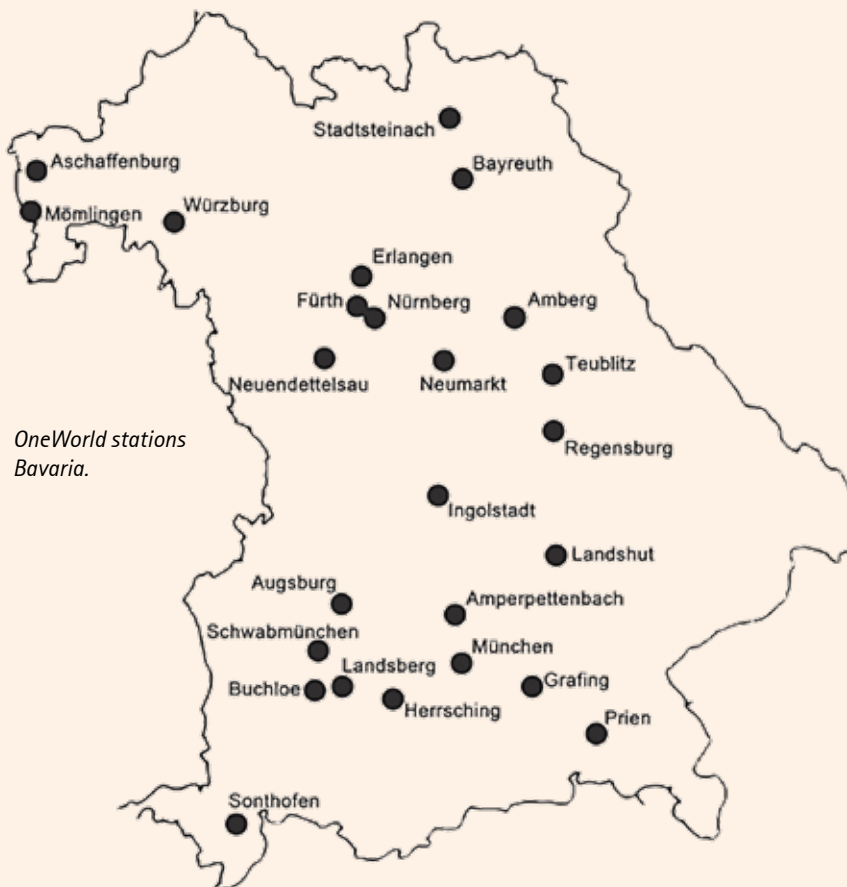 Stadtsteinach
Aschaffenburg
Bayreuth
Würzburg
Mömlingen
Erlangen
Fürth
Nürnberg
Amberg
Teublitz
Neuendettelsau
Neumarkt
OneWorld stations
Bavaria.
Regensburg
Ingolstadt
Landshut
Augsburg
Amperpettenbach
Schwabmünchen
München
Landsberg
Grafing
Buchloe
Herrsching
Prien
Sonthofen